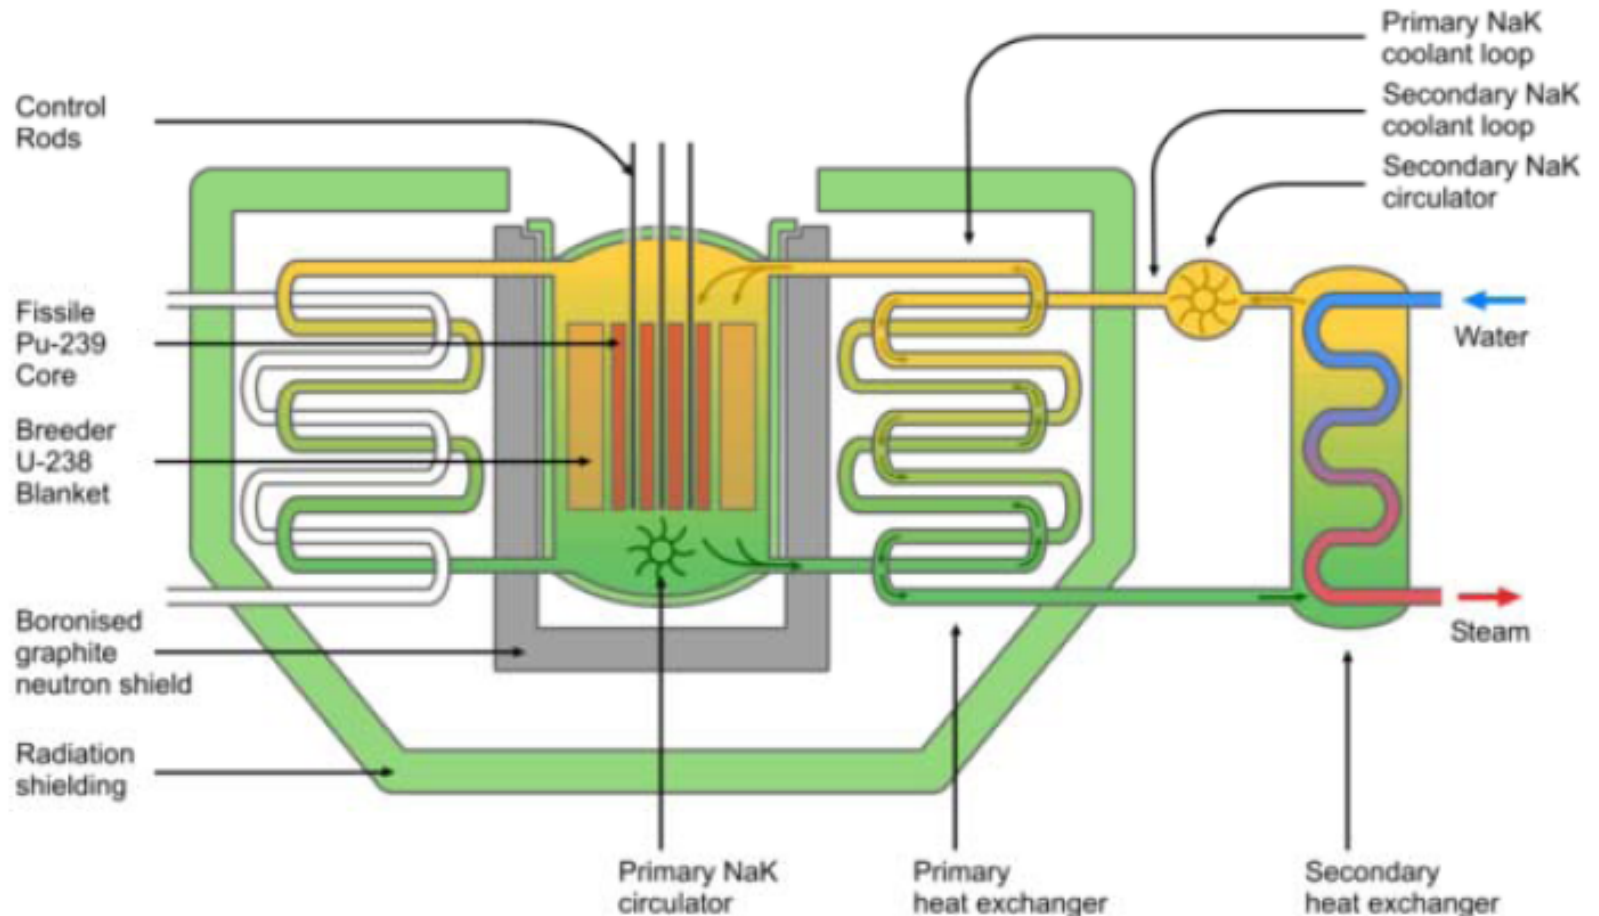 Control
Rods
Fissile
Pu-239
Core
Breeder
U-238
Blanket
Boronised
graphite
neutron shield
Radiation
shielding
Primary NaK
coolant loop
Secondary NaK
coolant loop
Secondary NaK
circulator
Water
Steam
Primary NaK
circulator
Primary
heat exchanger
Secondary
heat exchanger